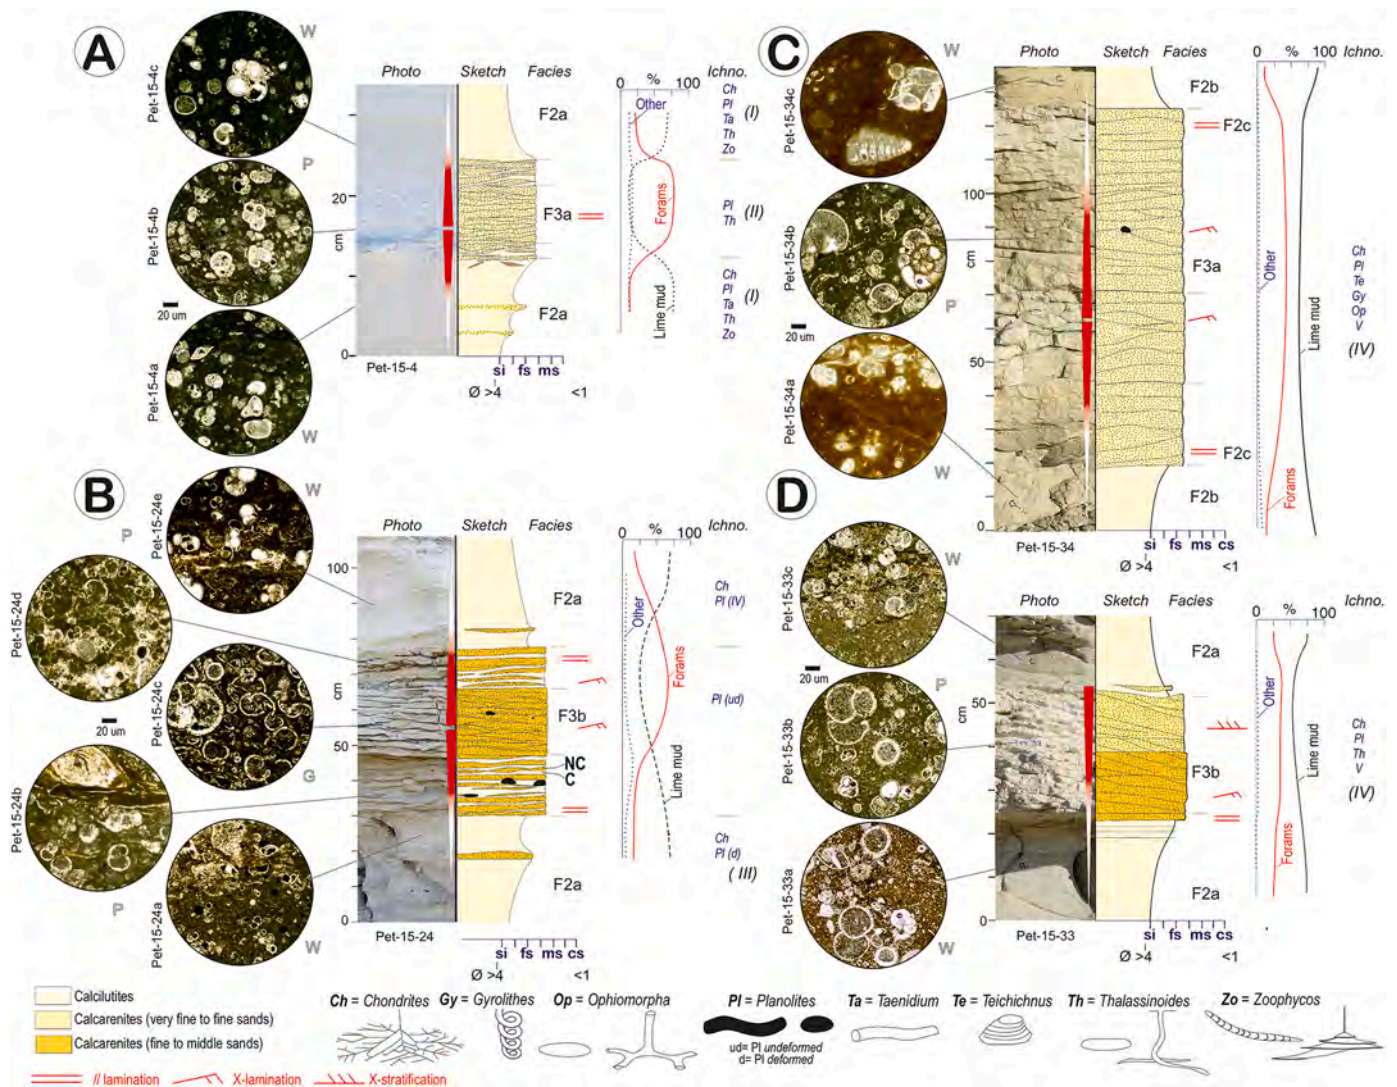 A
W
Pet-15-4c
P
Pet-15-4b
20 um
Pet-15-4a
W
Photo
Sketch
Facies
0 % 100
Ichno.
Other
Forams
Lime mud
F2a
F3a
F2a
20
cm
0
Pet-15-4
si fs ms
Ø >4 <1
Ch
Pl
Ta (I)
Th
Zo
Pl (II)
Th
Ch
Pl
Ta (I)
Th
Zo
B
W
Pet-15-24e
P
Pet-15-24d
Pet-15-24c
G
20 um
Pet-15-24b
P
Pet-15-24a
W
Photo
Sketch
Facies
0 % 100
Ichno.
Other
Forams
Lime mud
100
cm
50
0
Pet-15-24
F2a
F3b
NC
C
F2a
si fs ms cs
Ø >4 <1
Ch
Pl (IV)
Pl (ud)
Ch
Pl (d)
(III)
C
W
Pet-15-34c
Pet-15-34b
P
20 um
Pet-15-34a
W
Photo
Sketch
Facies
0 % 100
Ichno.
100
cm
50
0
Pet-15-34
F2b
F2c
F3a
F2c
F2b
Other
Lime mud
Forams
si fs ms cs
Ø >4 <1
Ch
Pl
Te
Gy
Op
V
(IV)
D
W
Pet-15-33c
20 um
P
Pet-15-33b
Pet-15-33a
W
Photo
Sketch
Facies
0 % 100
Ichno.
50
cm
0
Pet-15-33
F2a
F3b
F2a
Other
Lime mud
Forams
si fs ms cs
Ø >4 <1
Ch
Pl
Th
V
(IV)
Calcilutites
Calcarenites (very fine to fine sands)
Calcarenites (fine to middle sands)
// lamination
X-lamination
X-stratification
Ch = Chondrites
Gy = Gyrolithes
Op = Ophiomorpha
Pl = Planolites
ud= Pl undeformed
d= Pl deformed
Ta = Taenidium
Te = Teichichnus
Th = Thalassinoides
Zo = Zoophycos